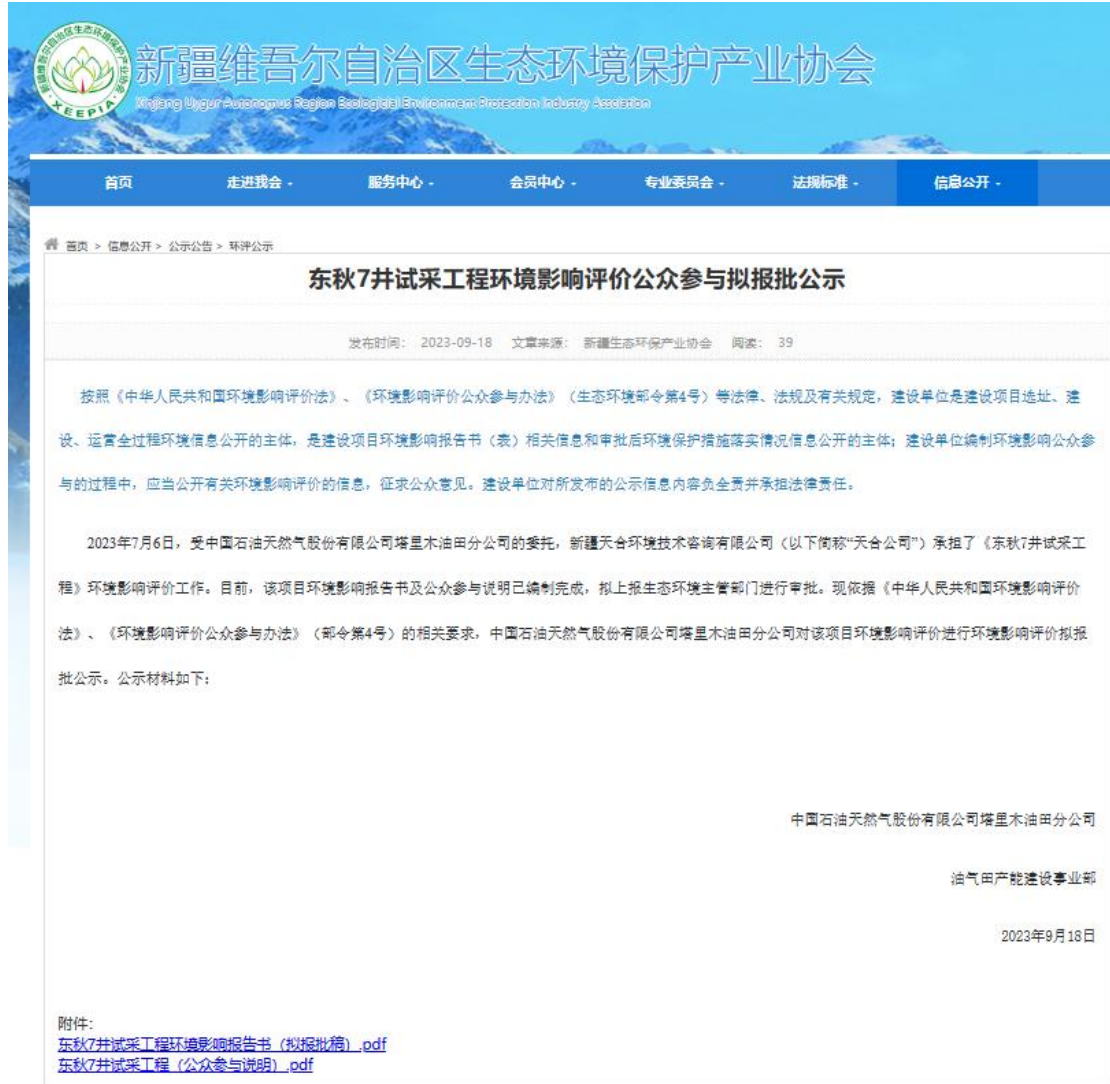 新疆维吾尔自治区生态环境保护产业协会
XEEPIA
首页 走进我会 服务中心 会员中心 专业委员会 法规标准 信息公开
首页 > 信息公开 > 公示公告 > 环评公示
东秋7井试采工程环境影响评价公众参与拟报批公示
发布时间： 2023-09-18 文章来源： 新疆生态环保产业协会 阅读： 39
按照《中华人民共和国环境影响评价法》、《环境影响评价公众参与办法》（生态环境部令第4号）等法律、法规及有关规定，建设单位是建设项目选址、建
设、运营全过程环境信息公开的主体，是建设项目环境影响报告书（表）相关信息和审批后环境保护措施落实情况信息公开的主体；建设单位编制环境影响公众参
与的过程中，应当公开有关环境影响评价的信息，征求公众意见。建设单位对所发布的公示信息内容负全责并承担法律责任。
2023年7月6日，受中国石油天然气股份有限公司塔里木油田分公司的委托，新疆天合环境技术咨询有限公司（以下简称“天合公司”）承担了《东秋7井试采工
程》环境影响评价工作。目前，该项目环境影响报告书及公众参与说明已编制完成，拟上报生态环境主管部门进行审批。现依据《中华人民共和国环境影响评价
法》、《环境影响评价公众参与办法》（部令第4号）的相关要求，中国石油天然气股份有限公司塔里木油田分公司对该项目环境影响评价进行环境影响评价拟报
批公示。公示材料如下：
中国石油天然气股份有限公司塔里木油田分公司
油气田产能建设事业部
2023年9月18日
附件：
东秋7井试采工程环境影响报告书（拟报批稿）.pdf
东秋7井试采工程（公众参与说明）.pdf